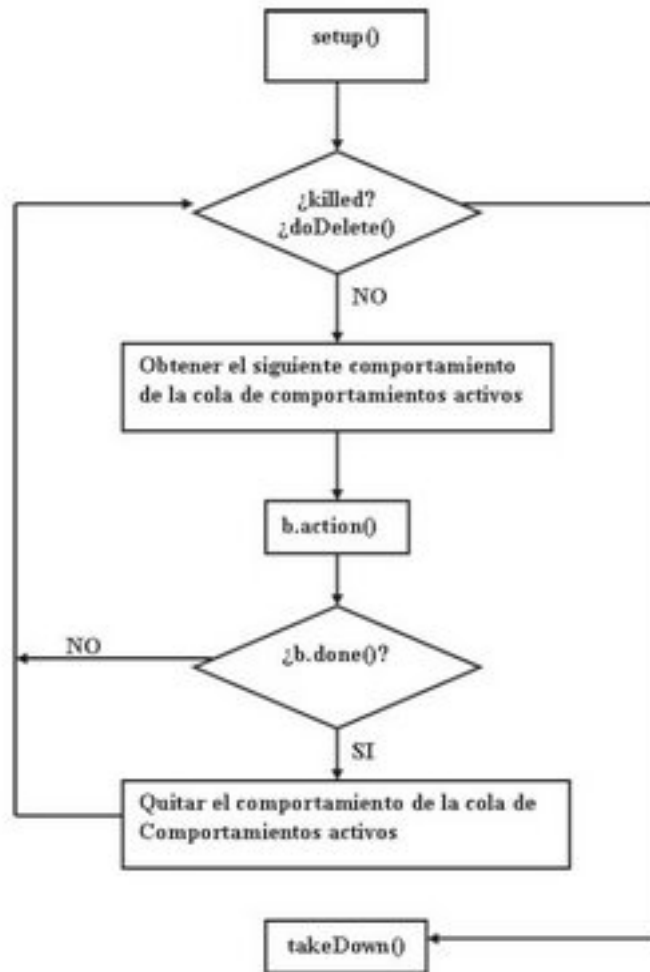 setup()
¿killed?
¿doDelete()
NO
Obtener el siguiente comportamiento
de la cola de comportamientos activos
b.action()
NO
¿b.done()?
SI
Quitar el comportamiento de la cola de
Comportamientos activos
takeDown()